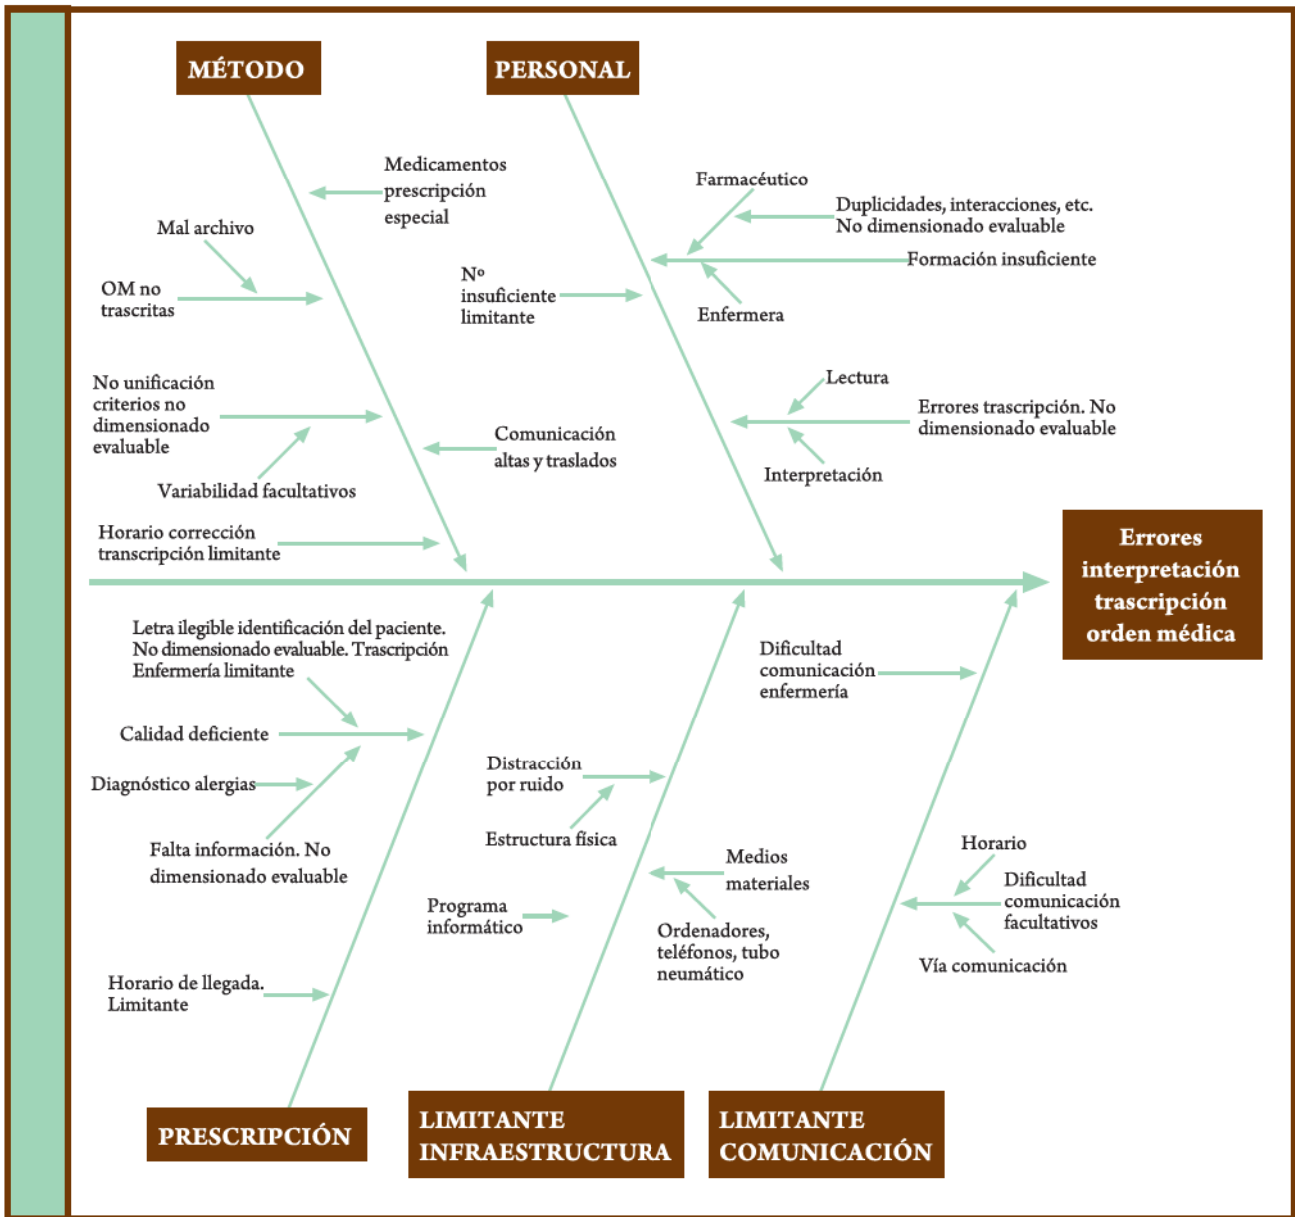 MÉTODO
PERSONAL
Medicamentos
prescripción
especial
Mal archivo
OM no
trascritas
No unificación
criterios no
dimensionado
evaluable
Variabilidad facultativos
Comunicación
altas y traslados
Horario corrección
transcripción limitante
Farmacéutico
Duplicidades, interacciones, etc.
No dimensionado evaluable
Formación insuficiente
Nº
insuficiente
limitante
Enfermera
Lectura
Errores trascripción. No
dimensionado evaluable
Interpretación
Errores
interpretación
trascripción
orden médica
Letra ilegible identificación del paciente.
No dimensionado evaluable. Trascripción
Enfermería limitante
Calidad deficiente
Diagnóstico alergias
Falta información. No
dimensionado evaluable
Horario de llegada.
Limitante
Distracción
por ruido
Estructura física
Medios
materiales
Programa
informático
Ordenadores,
teléfonos, tubo
neumático
Dificultad
comunicación
enfermería
Horario
Dificultad
comunicación
facultativos
Vía comunicación
PRESCRIPCIÓN
LIMITANTE
INFRAESTRUCTURA
LIMITANTE
COMUNICACIÓN